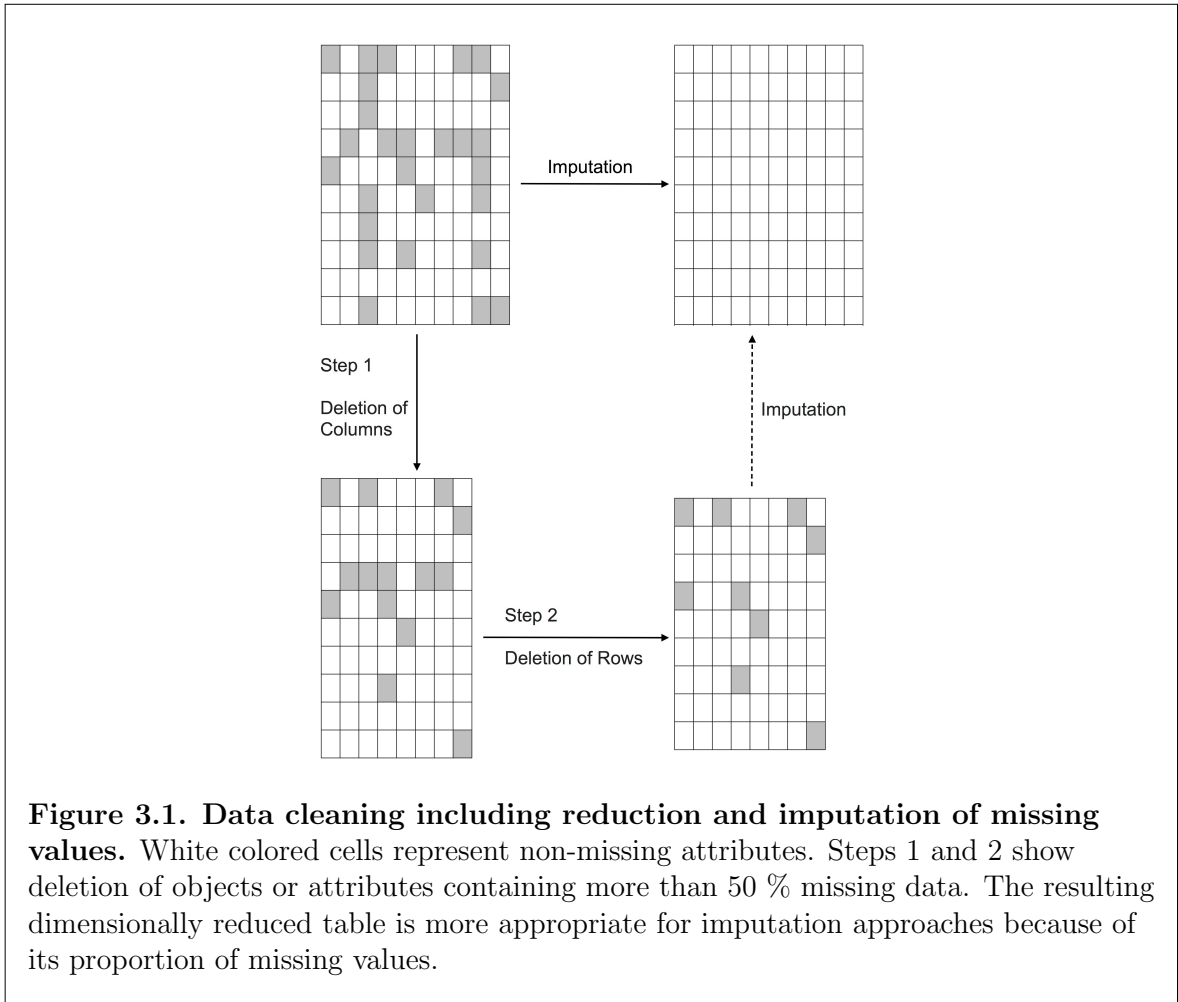 Imputation
Step 1
Deletion of
Columns
Imputation
Step 2
Deletion of Rows
Figure 3.1. Data cleaning including reduction and imputation of missing
values. White colored cells represent non-missing attributes. Steps 1 and 2 show
deletion of objects or attributes containing more than 50 % missing data. The resulting
dimensionally reduced table is more appropriate for imputation approaches because of
its proportion of missing values.